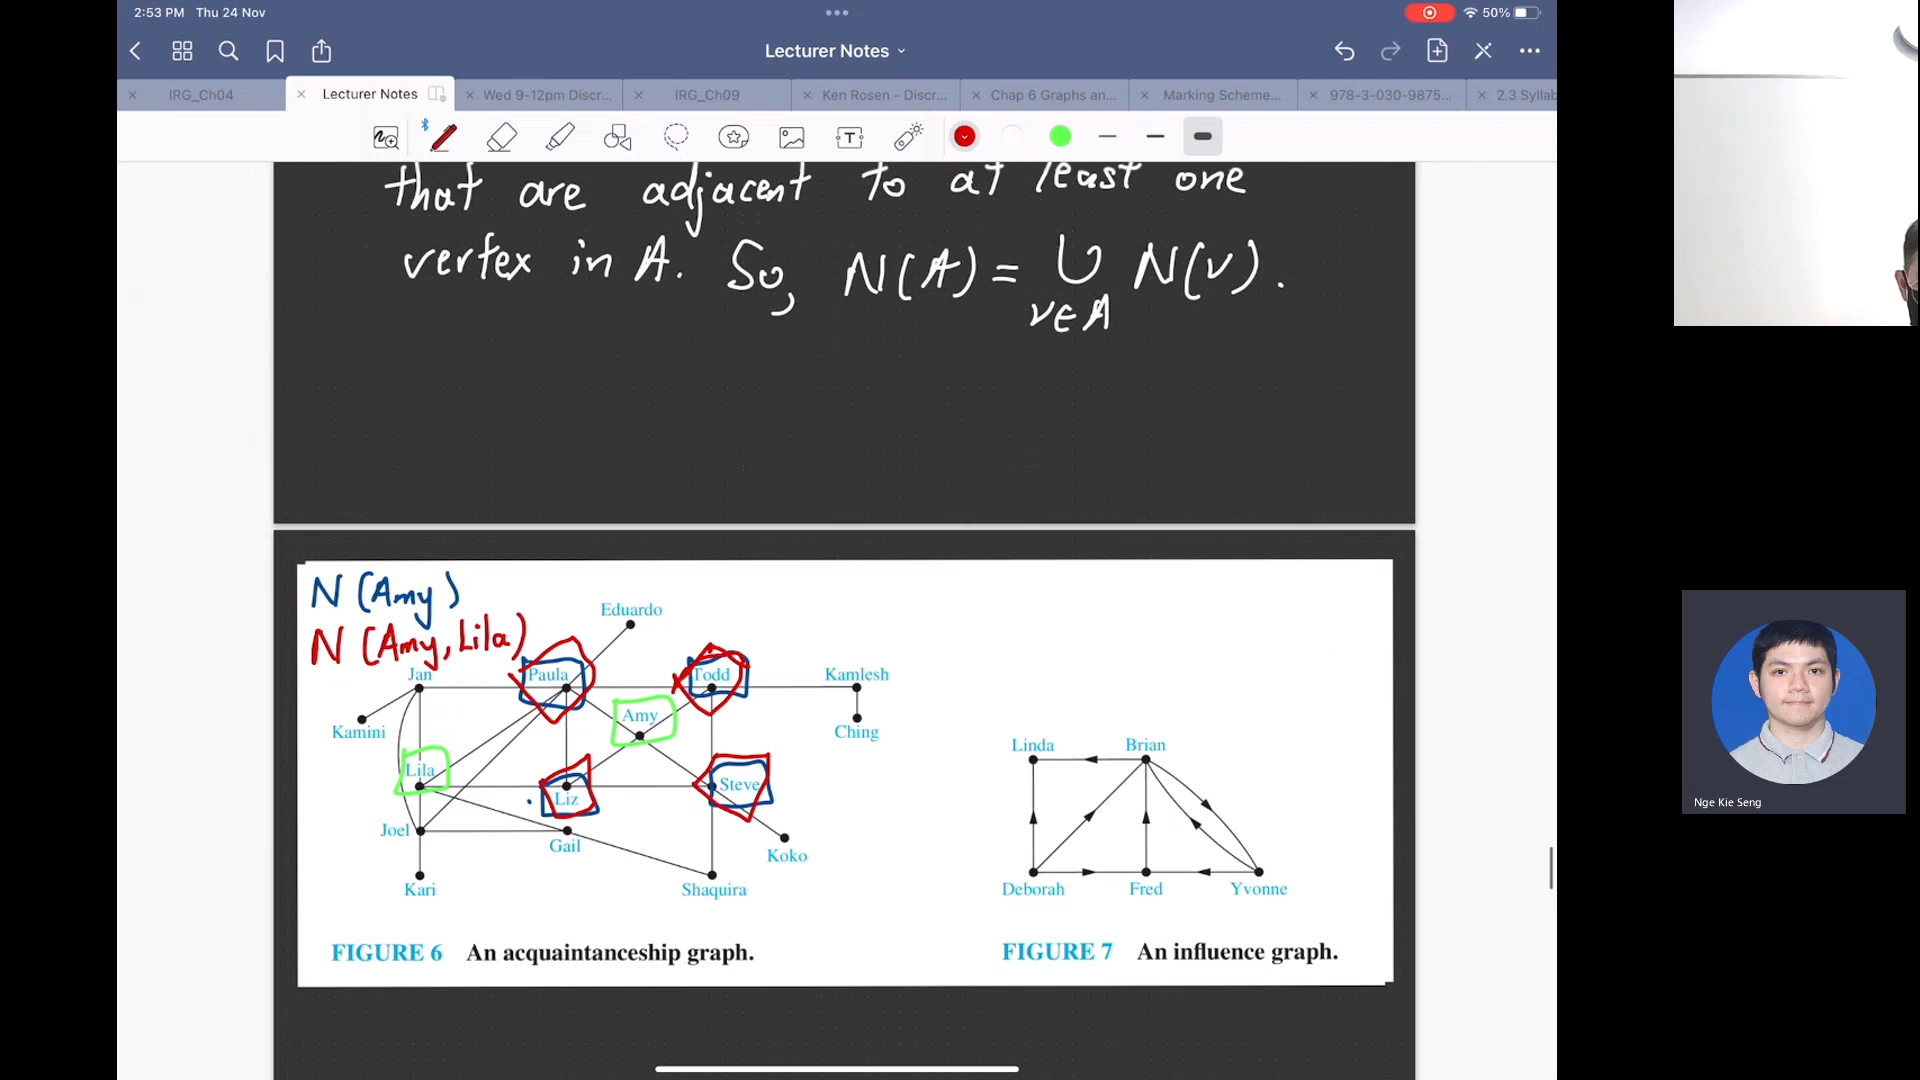 2:53 PM Thu 24 Nov
50%
Lecturer Notes
IRG_Ch04
Lecturer Notes
Wed 9-12pm Discr...
IRG_Ch09
Ken Rosen - Discr...
Chap 6 Graphs an...
Marking Scheme...
978-3-030-9875...
2.3 Syllab
that are adjacent to at least one
vertex in A. So, N(A) = ∪ N(v).
v∈A
N (Amy)
N (Amy, Lila)
Eduardo
Jan
Paula
Todd
Kamlesh
Kamini
Amy
Ching
Lila
Liz
Steve
Joel
Gail
Koko
Kari
Shaquira
FIGURE 6 An acquaintanceship graph.
Linda
Brian
Deborah
Fred
Yvonne
FIGURE 7 An influence graph.
Nge Kie Seng